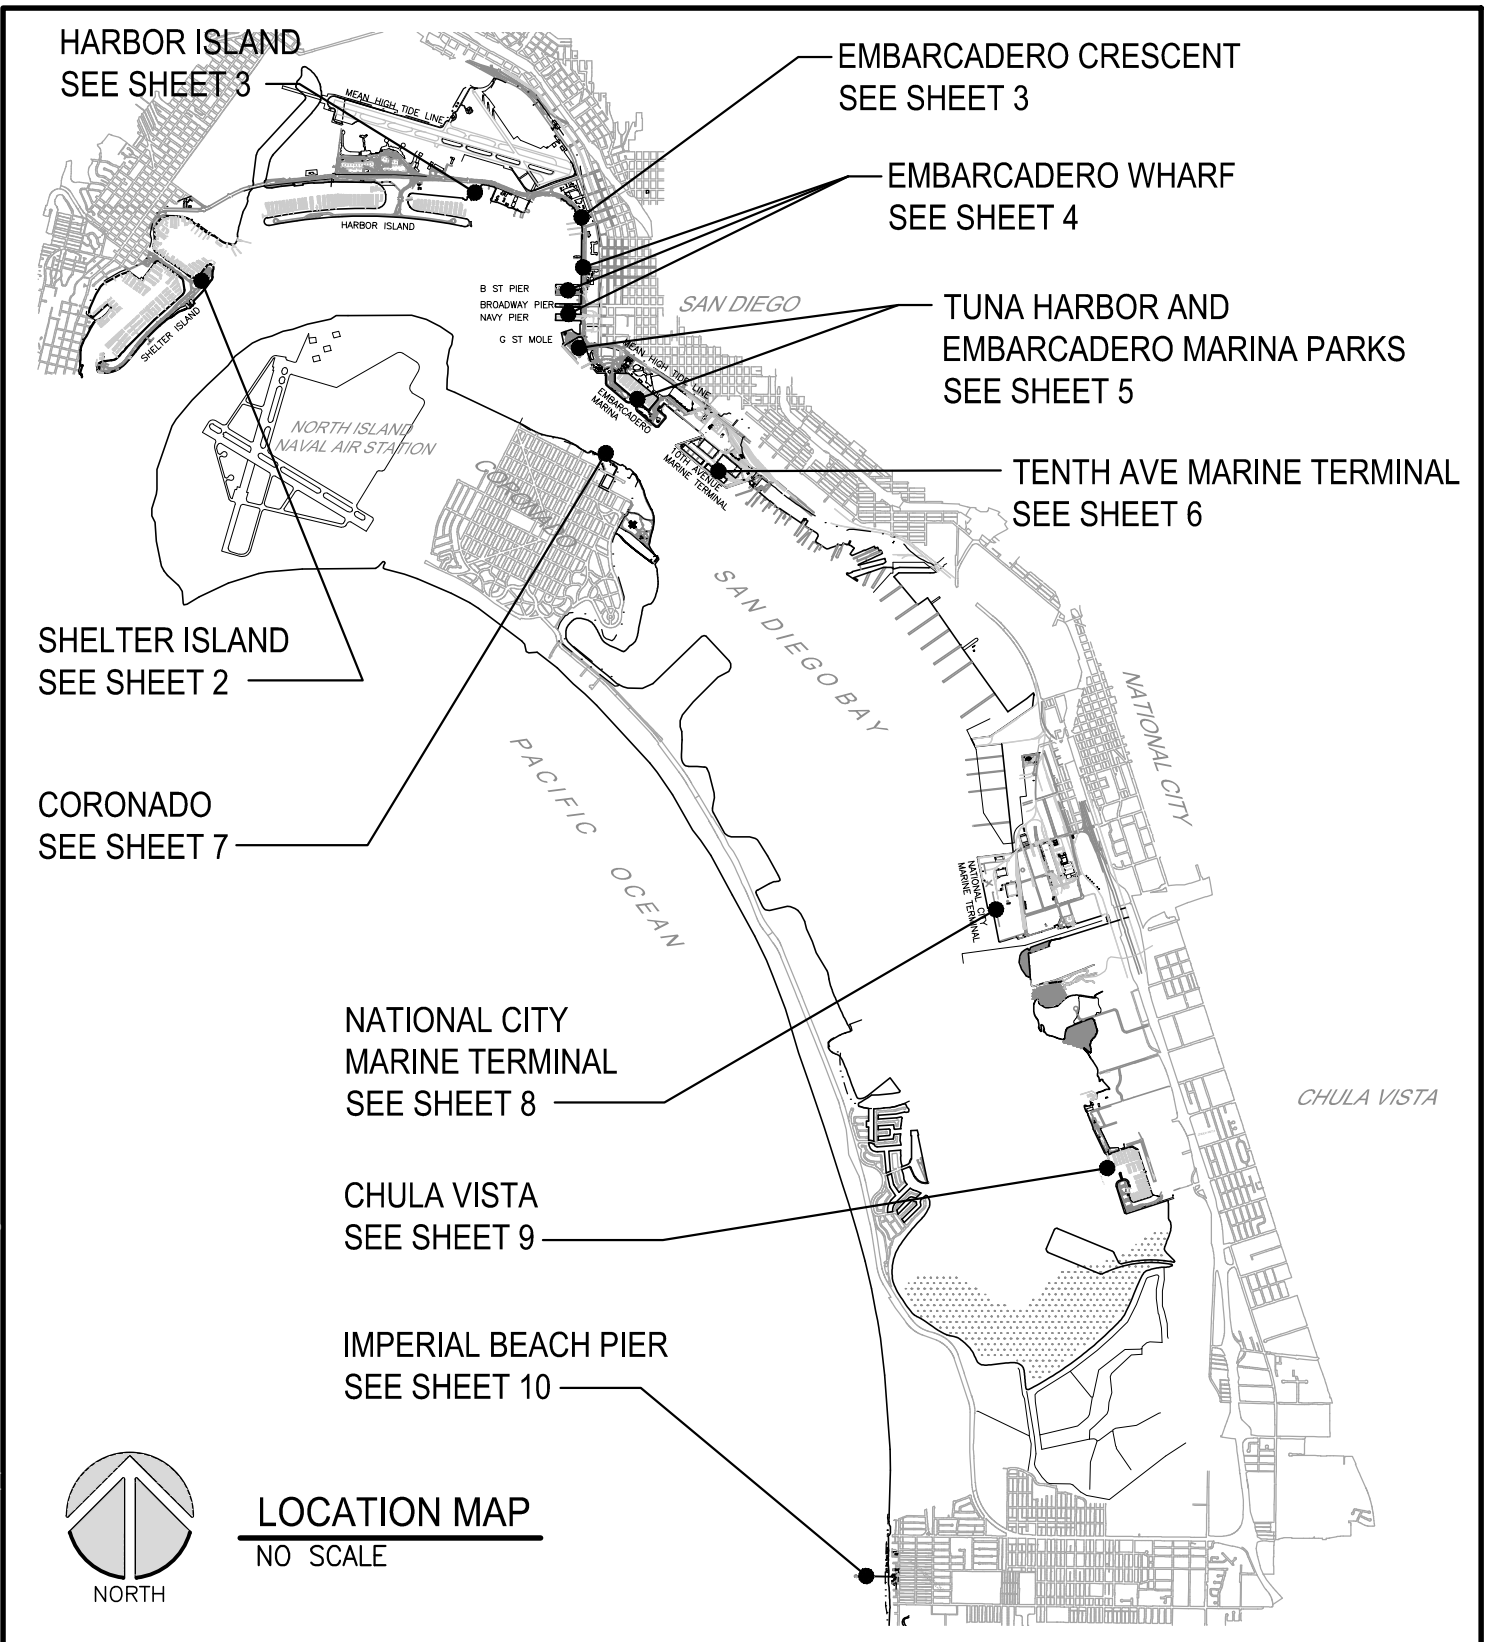 HARBOR ISLAND
SEE SHEET 3
EMBARCADERO CRESCENT
SEE SHEET 3
MEAN HIGH TIDE LINE
EMBARCADERO WHARF
SEE SHEET 4
HARBOR ISLAND
B ST PIER
BROADWAY PIER
NAVY PIER
G ST MOLE
SAN DIEGO
TUNA HARBOR AND
EMBARCADERO MARINA PARKS
SEE SHEET 5
SHELTER ISLAND
MEAN HIGH TIDE LINE
EMBARCADERO
MARINA
NORTH ISLAND
NAVAL AIR STATION
CORONADO
10TH AVENUE
MARINE TERMINAL
TENTH AVE MARINE TERMINAL
SEE SHEET 6
SAN DIEGO BAY
SHELTER ISLAND
SEE SHEET 2
NATIONAL CITY
PACIFIC OCEAN
CORONADO
SEE SHEET 7
NATIONAL CITY
MARINE TERMINAL
NATIONAL CITY
MARINE TERMINAL
SEE SHEET 8
CHULA VISTA
CHULA VISTA
SEE SHEET 9
IMPERIAL BEACH PIER
SEE SHEET 10
LOCATION MAP
NO SCALE
NORTH